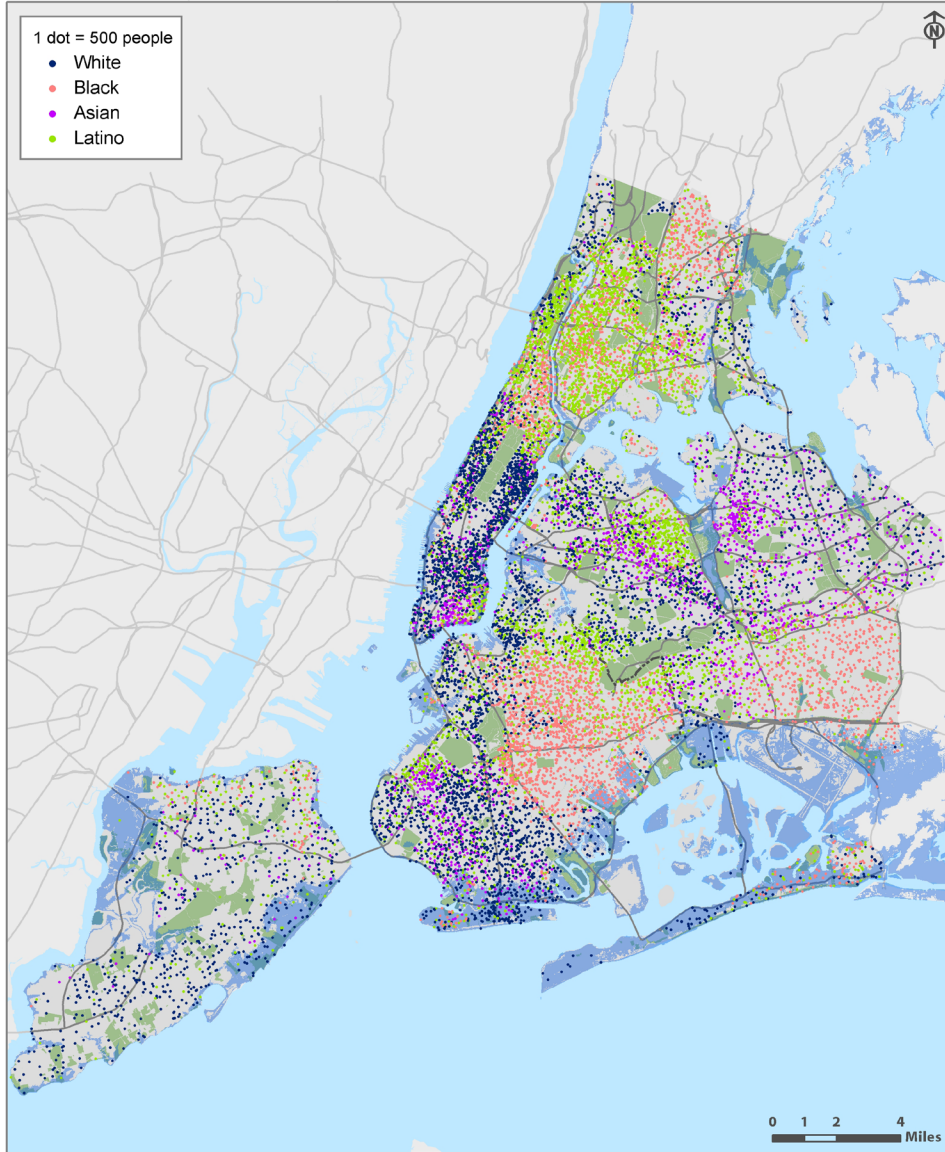 1 dot = 500 people
White
Black
Asian
Latino
N
0 1 2 4
Miles